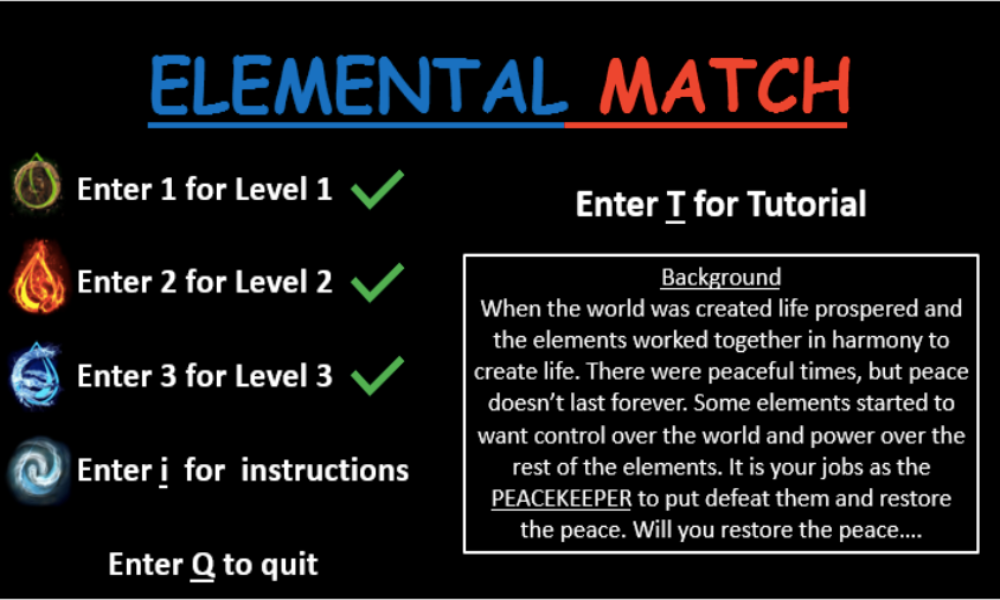 ELEMENTAL MATCH
Enter 1 for Level 1
Enter 2 for Level 2
Enter 3 for Level 3
Enter i for instructions
Enter Q to quit
Enter T for Tutorial
Background
When the world was created life prospered and
the elements worked together in harmony to
create life. There were peaceful times, but peace
doesn’t last forever. Some elements started to
want control over the world and power over the
rest of the elements. It is your jobs as the
PEACEKEEPER to put defeat them and restore
the peace. Will you restore the peace....